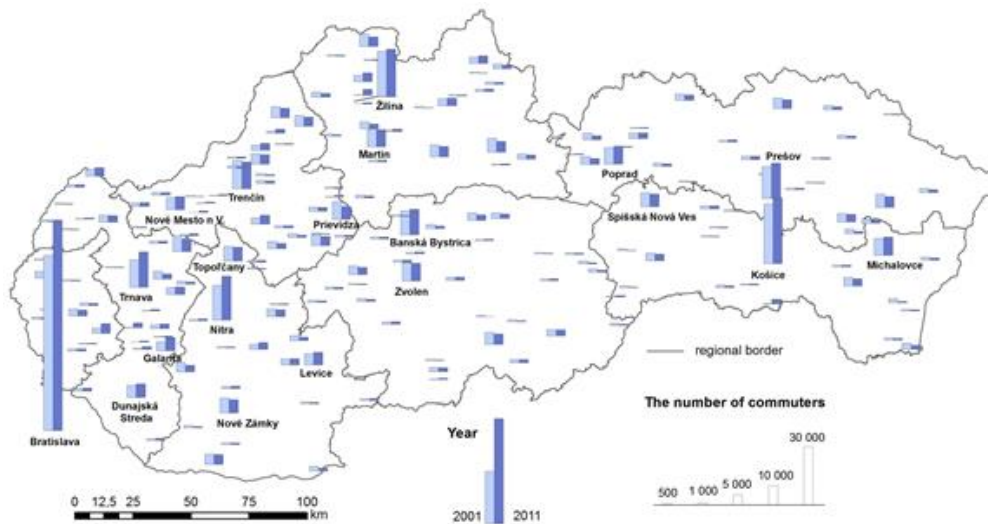 Žilina
Martin
Prešov
Poprad
Trenčín
Nové Mesto n V.
Prievidza
Spišská Nová Ves
Banská Bystrica
Topoľčany
Košice
Michalovce
Zvolen
Trnava
Nitra
Galanta
Levice
Dunajská
Streda
Nové Zámky
Bratislava
regional border
The number of commuters
Year
30 000
10 000
5 000
1 000
500
2001
2011
0 12,5 25 50 75 100
km